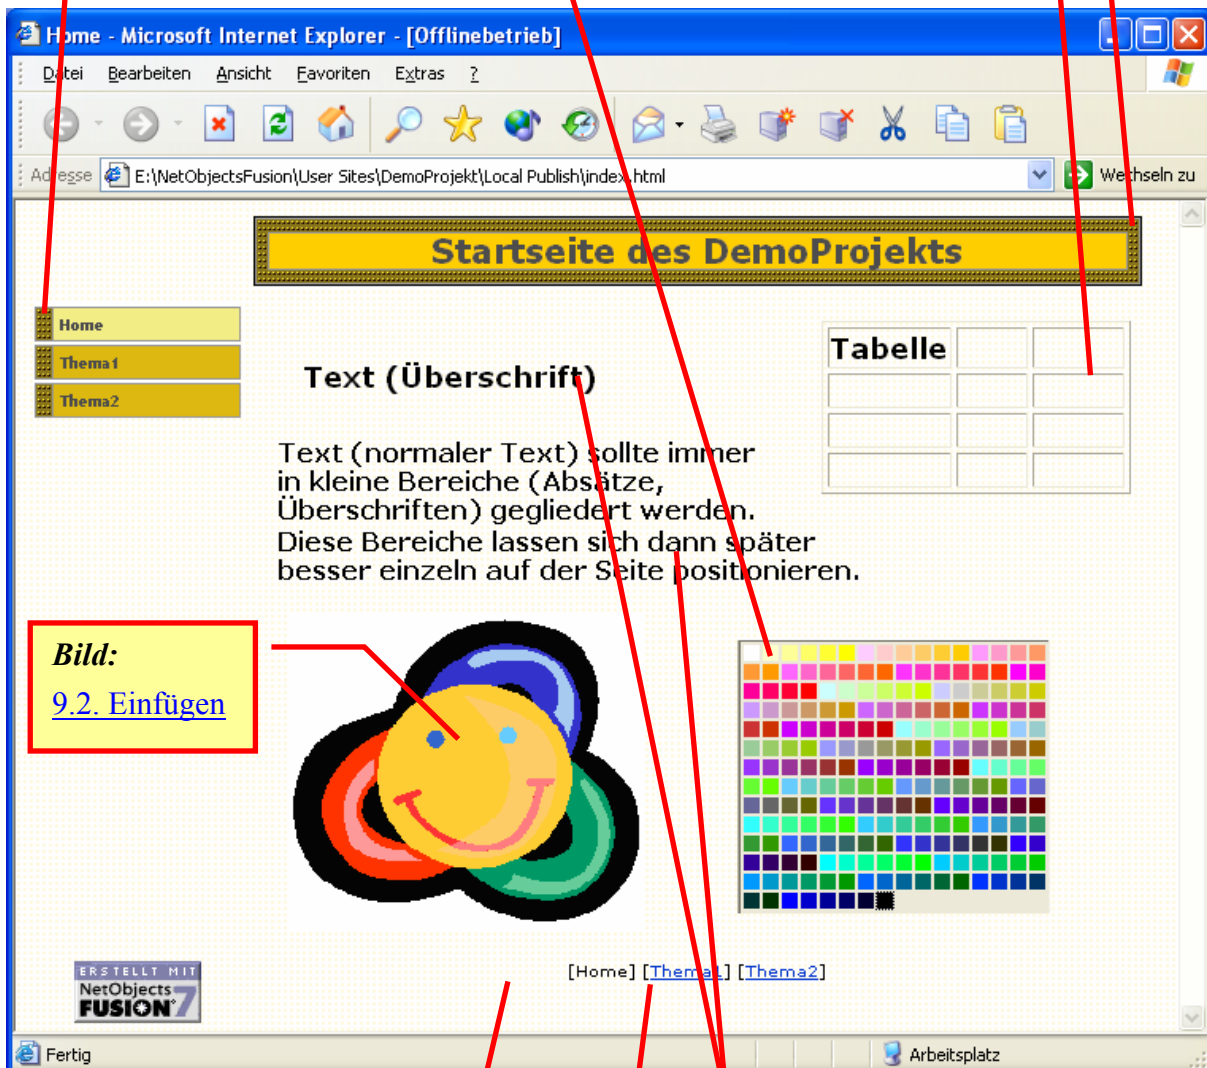 Home - Microsoft Internet Explorer - [Offlinebetrieb]
Datei Bearbeiten Ansicht Favoriten Extras ?
Adresse E:\NetObjectsFusion\User Sites\DemoProjekt\Local Publish\index.html Wechseln zu
Startseite des DemoProjekts
Home
Thema1
Thema2
Text (Überschrift)
Tabelle
Text (normaler Text) sollte immer
in kleine Bereiche (Absätze,
Überschriften) gegliedert werden.
Diese Bereiche lassen sich dann später
besser einzeln auf der Seite positionieren.
Bild:
9.2. Einfügen
[Home] [Thema1] [Thema2]
ERSTELLT MIT
NetObjects
FUSION 7
Fertig Arbeitsplatz